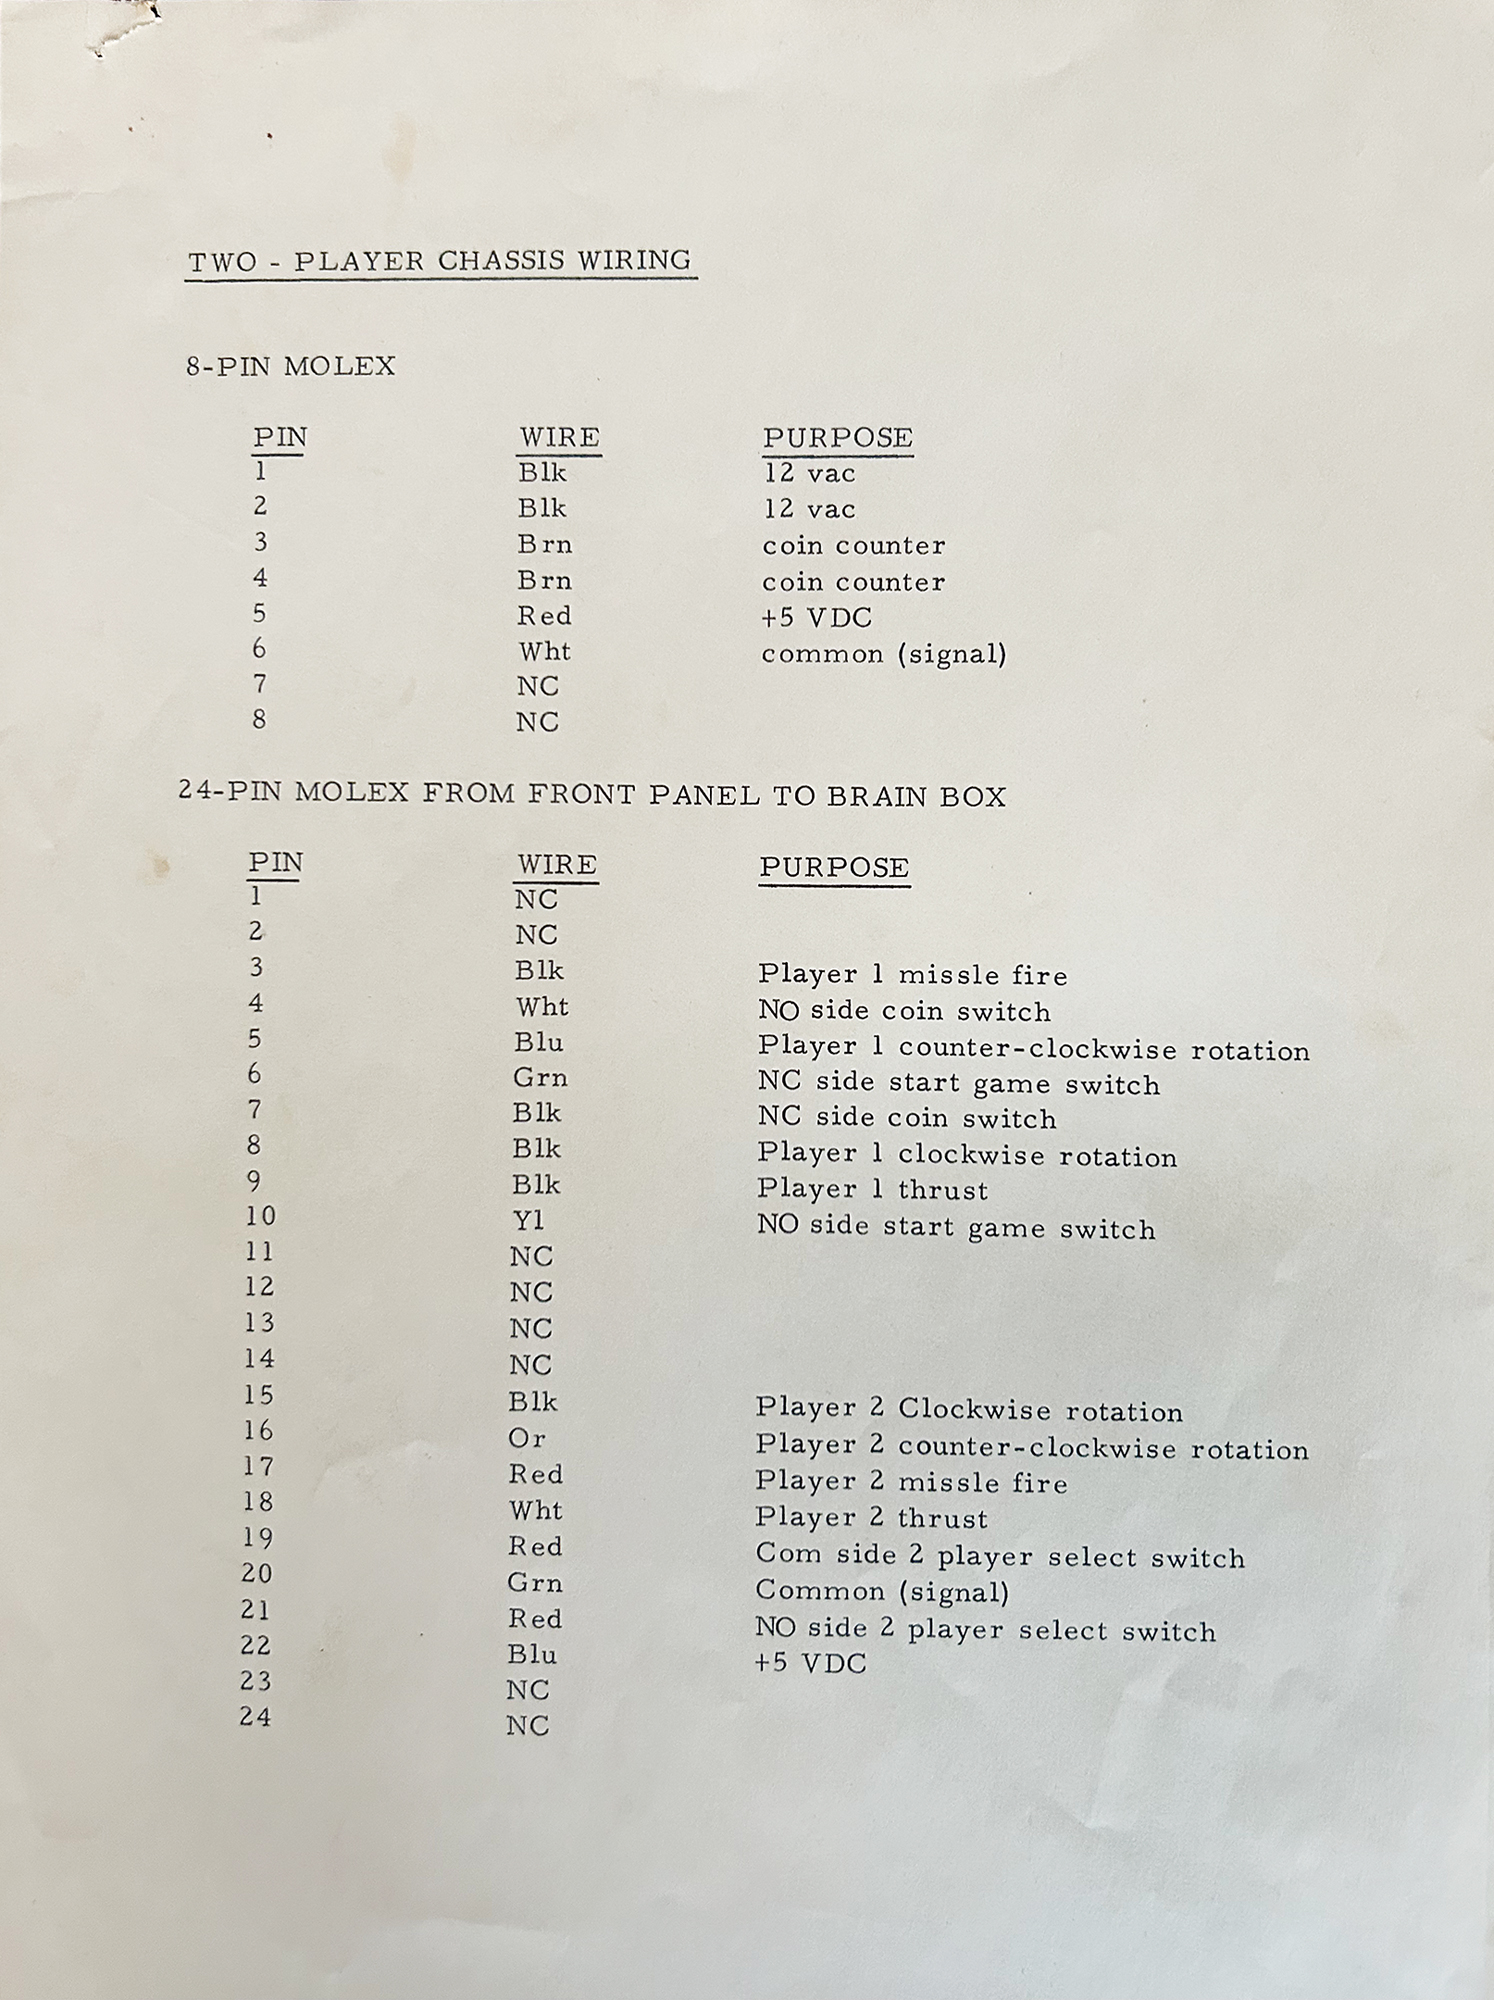 TWO - PLAYER CHASSIS WIRING
8-PIN MOLEX
PIN WIRE PURPOSE
1 Blk 12 vac
2 Blk 12 vac
3 Brn coin counter
4 Brn coin counter
5 Red +5 VDC
6 Wht common (signal)
7 NC
8 NC
24-PIN MOLEX FROM FRONT PANEL TO BRAIN BOX
PIN WIRE PURPOSE
1 NC
2 NC
3 Blk Player 1 missle fire
4 Wht NO side coin switch
5 Blu Player 1 counter-clockwise rotation
6 Grn NC side start game switch
7 Blk NC side coin switch
8 Blk Player 1 clockwise rotation
9 Blk Player 1 thrust
10 Yl NO side start game switch
11 NC
12 NC
13 NC
14 NC
15 Blk Player 2 Clockwise rotation
16 Or Player 2 counter-clockwise rotation
17 Red Player 2 missle fire
18 Wht Player 2 thrust
19 Red Com side 2 player select switch
20 Grn Common (signal)
21 Red NO side 2 player select switch
22 Blu +5 VDC
23 NC
24 NC